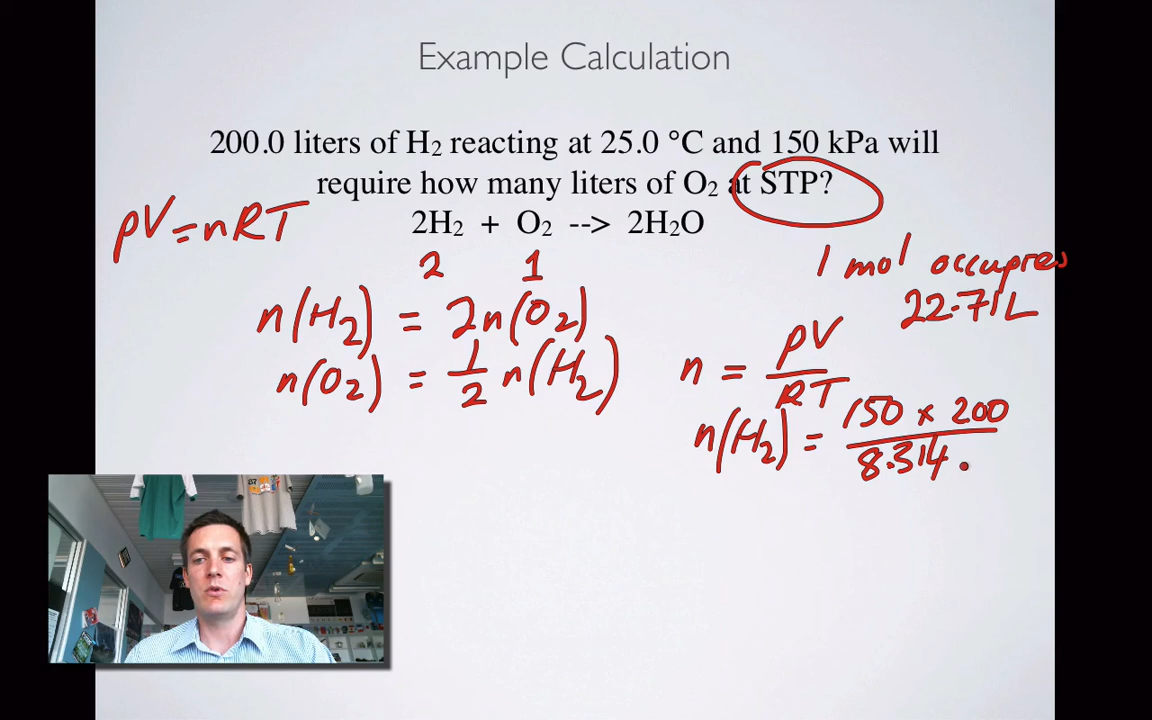 Example Calculation
200.0 liters of H₂ reacting at 25.0 °C and 150 kPa will
require how many liters of O₂ at STP?
2H₂ + O₂ --> 2H₂O
pV = nRT
2 1
1 mol occupies
22.71L
n(H₂) = 2n(O₂)
n(O₂) = 1/2 n(H₂)
n = pV/RT
n(H₂) = 150 x 200
8.314 .